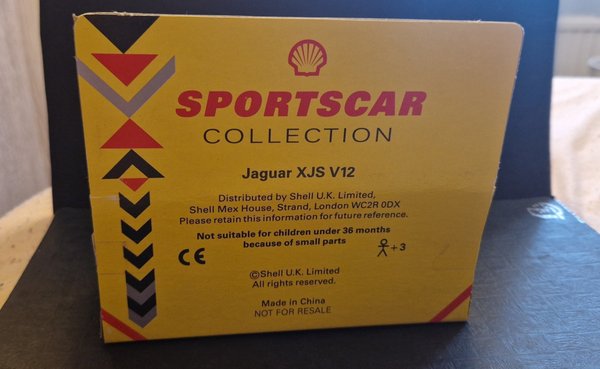 SPORTSCAR
COLLECTION
Jaguar XJS V12
Distributed by Shell U.K. Limited,
Shell Mex House, Strand, London WC2R 0DX
Please retain this information for future reference.
Not suitable for children under 36 months
because of small parts
CE
+3
©Shell U.K. Limited
All rights reserved.
Made in China
NOT FOR RESALE